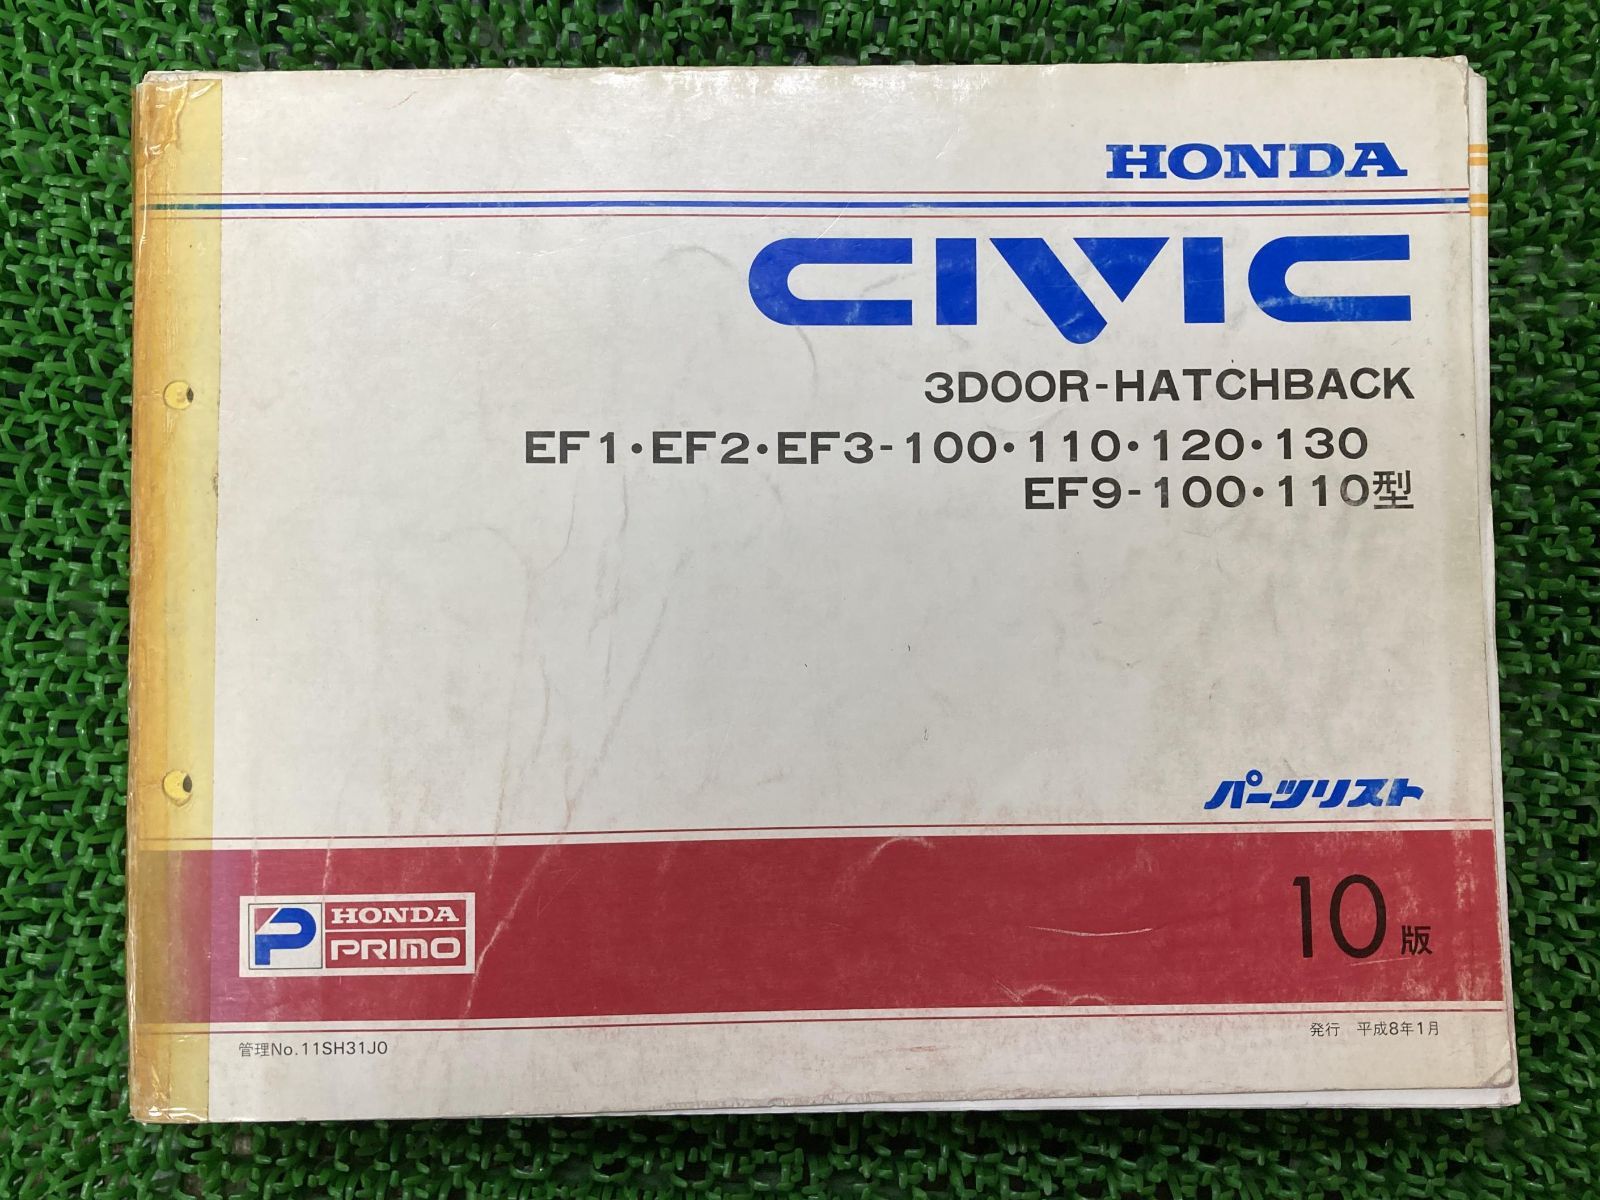 HONDA
CIVIC
3DOOR-HATCHBACK
EF1・EF2・EF3-100・110・120・130
EF9-100・110型
パーツリスト
10版
P HONDA
PRIMO
発行 平成8年1月
管理No.11SH31J0